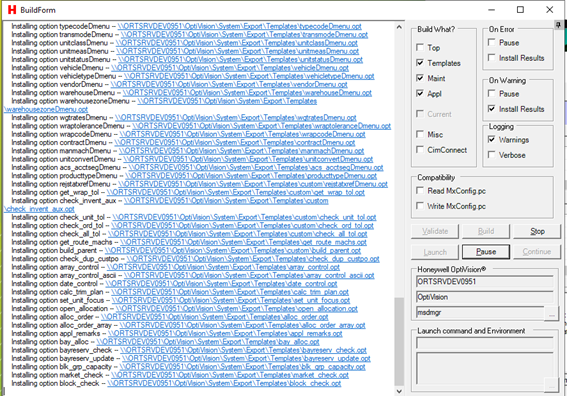 BuildForm
Installing option typecodeDmenu – \\ORTSRVDEV0951\OptiVision\System\Export\Templates\typecodeDmenu.opt
Installing option transmodeDmenu – \\ORTSRVDEV0951\OptiVision\System\Export\Templates\transmodeDmenu.opt
Installing option unitclassDmenu – \\ORTSRVDEV0951\OptiVision\System\Export\Templates\unitclassDmenu.opt
Installing option unitmeasDmenu – \\ORTSRVDEV0951\OptiVision\System\Export\Templates\unitmeasDmenu.opt
Installing option unitstatusDmenu – \\ORTSRVDEV0951\OptiVision\System\Export\Templates\unitstatusDmenu.opt
Installing option vehicleDmenu – \\ORTSRVDEV0951\OptiVision\System\Export\Templates\vehicleDmenu.opt
Installing option vehicletypeDmenu – \\ORTSRVDEV0951\OptiVision\System\Export\Templates\vehicletypeDmenu.opt
Installing option vendorDmenu – \\ORTSRVDEV0951\OptiVision\System\Export\Templates\vendorDmenu.opt
Installing option warehouseDmenu – \\ORTSRVDEV0951\OptiVision\System\Export\Templates\warehouseDmenu.opt
Installing option warehousezoneDmenu – \\ORTSRVDEV0951\OptiVision\System\Export\Templates
\warehousezoneDmenu.opt
Installing option wgtratesDmenu – \\ORTSRVDEV0951\OptiVision\System\Export\Templates\wgtratesDmenu.opt
Installing option wraptoleranceDmenu – \\ORTSRVDEV0951\OptiVision\System\Export\Templates\wraptoleranceDmenu.opt
Installing option wrapcodeDmenu – \\ORTSRVDEV0951\OptiVision\System\Export\Templates\wrapcodeDmenu.opt
Installing option contractDmenu – \\ORTSRVDEV0951\OptiVision\System\Export\Templates\contractDmenu.opt
Installing option manmachDmenu – \\ORTSRVDEV0951\OptiVision\System\Export\Templates\manmachDmenu.opt
Installing option unitconvertDmenu – \\ORTSRVDEV0951\OptiVision\System\Export\Templates\unitconvertDmenu.opt
Installing option acs_acctsegDmenu – \\ORTSRVDEV0951\OptiVision\System\Export\Templates\acs_acctsegDmenu.opt
Installing option producttypeDmenu – \\ORTSRVDEV0951\OptiVision\System\Export\Templates\producttypeDmenu.opt
Installing option rejstatxrefDmenu – \\ORTSRVDEV0951\OptiVision\System\Export\Templates\custom\rejstatxrefDmenu.opt
Installing option get_wrap_tol – \\ORTSRVDEV0951\OptiVision\System\Export\Templates\custom\get_wrap_tol.opt
Installing option check_invent_aux – \\ORTSRVDEV0951\OptiVision\System\Export\Templates\custom
\check_invent_aux.opt
Installing option check_unit_tol – \\ORTSRVDEV0951\OptiVision\System\Export\Templates\custom\check_unit_tol.opt
Installing option check_ord_tol – \\ORTSRVDEV0951\OptiVision\System\Export\Templates\custom\check_ord_tol.opt
Installing option check_all_tol – \\ORTSRVDEV0951\OptiVision\System\Export\Templates\custom\check_all_tol.opt
Installing option get_route_machs – \\ORTSRVDEV0951\OptiVision\System\Export\Templates\get_route_machs.opt
Installing option build_parent – \\ORTSRVDEV0951\OptiVision\System\Export\Templates\custom\build_parent.opt
Installing option check_dup_custpo – \\ORTSRVDEV0951\OptiVision\System\Export\Templates\check_dup_custpo.opt
Installing option array_control – \\ORTSRVDEV0951\OptiVision\System\Export\Templates\array_control.opt
Installing option array_control_ascii – \\ORTSRVDEV0951\OptiVision\System\Export\Templates\array_control_ascii.opt
Installing option date_control – \\ORTSRVDEV0951\OptiVision\System\Export\Templates\date_control.opt
Installing option calc_trim_plan – \\ORTSRVDEV0951\OptiVision\System\Export\Templates\calc_trim_plan.opt
Installing option set_unit_focus – \\ORTSRVDEV0951\OptiVision\System\Export\Templates\set_unit_focus.opt
Installing option open_allocation – \\ORTSRVDEV0951\OptiVision\System\Export\Templates\open_allocation.opt
Installing option alloc_order – \\ORTSRVDEV0951\OptiVision\System\Export\Templates\alloc_order.opt
Installing option alloc_order_array – \\ORTSRVDEV0951\OptiVision\System\Export\Templates\alloc_order_array.opt
Installing option appl_remarks – \\ORTSRVDEV0951\OptiVision\System\Export\Templates\appl_remarks.opt
Installing option bay_alloc – \\ORTSRVDEV0951\OptiVision\System\Export\Templates\bay_alloc.opt
Installing option bayreserv_check – \\ORTSRVDEV0951\OptiVision\System\Export\Templates\bayreserv_check.opt
Installing option bayreserv_update – \\ORTSRVDEV0951\OptiVision\System\Export\Templates\bayreserv_update.opt
Installing option blk_grp_capacity – \\ORTSRVDEV0951\OptiVision\System\Export\Templates\blk_grp_capacity.opt
Installing option market_check – \\ORTSRVDEV0951\OptiVision\System\Export\Templates\market_check.opt
Installing option block_check – \\ORTSRVDEV0951\OptiVision\System\Export\Templates\block_check.opt
Build What?
Top
Templates
Maint
Appl
Current
Misc
CimConnect
On Error
Pause
Install Results
On Warning
Pause
Install Results
Logging
Warnings
Verbose
Compatibility
Read MxConfig.pc
Write MxConfig.pc
Validate Build Stop
Launch Pause Continue
Honeywell OptiVision®
ORTSRVDEV0951
OptiVision
msdmgr
...
Launch command and Environment
...